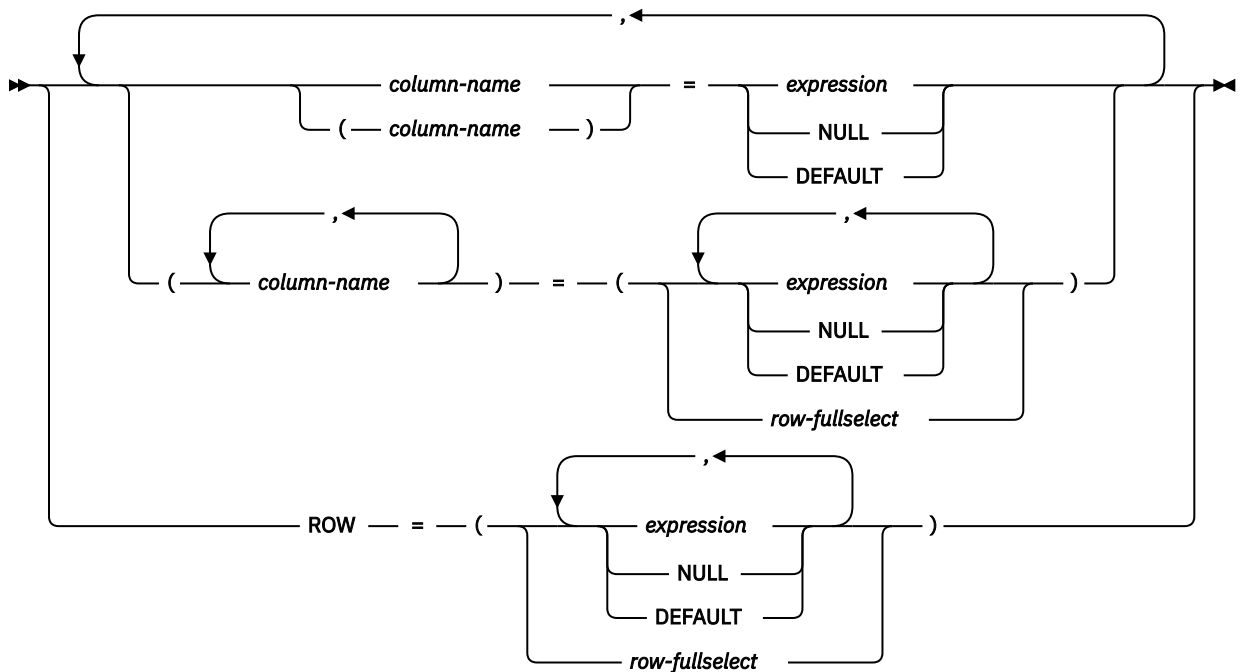 ,
column-name = expression
( column-name ) NULL
DEFAULT
, ,
( column-name ) = ( expression )
NULL
DEFAULT
row-fullselect
,
ROW = ( expression )
NULL
DEFAULT
row-fullselect